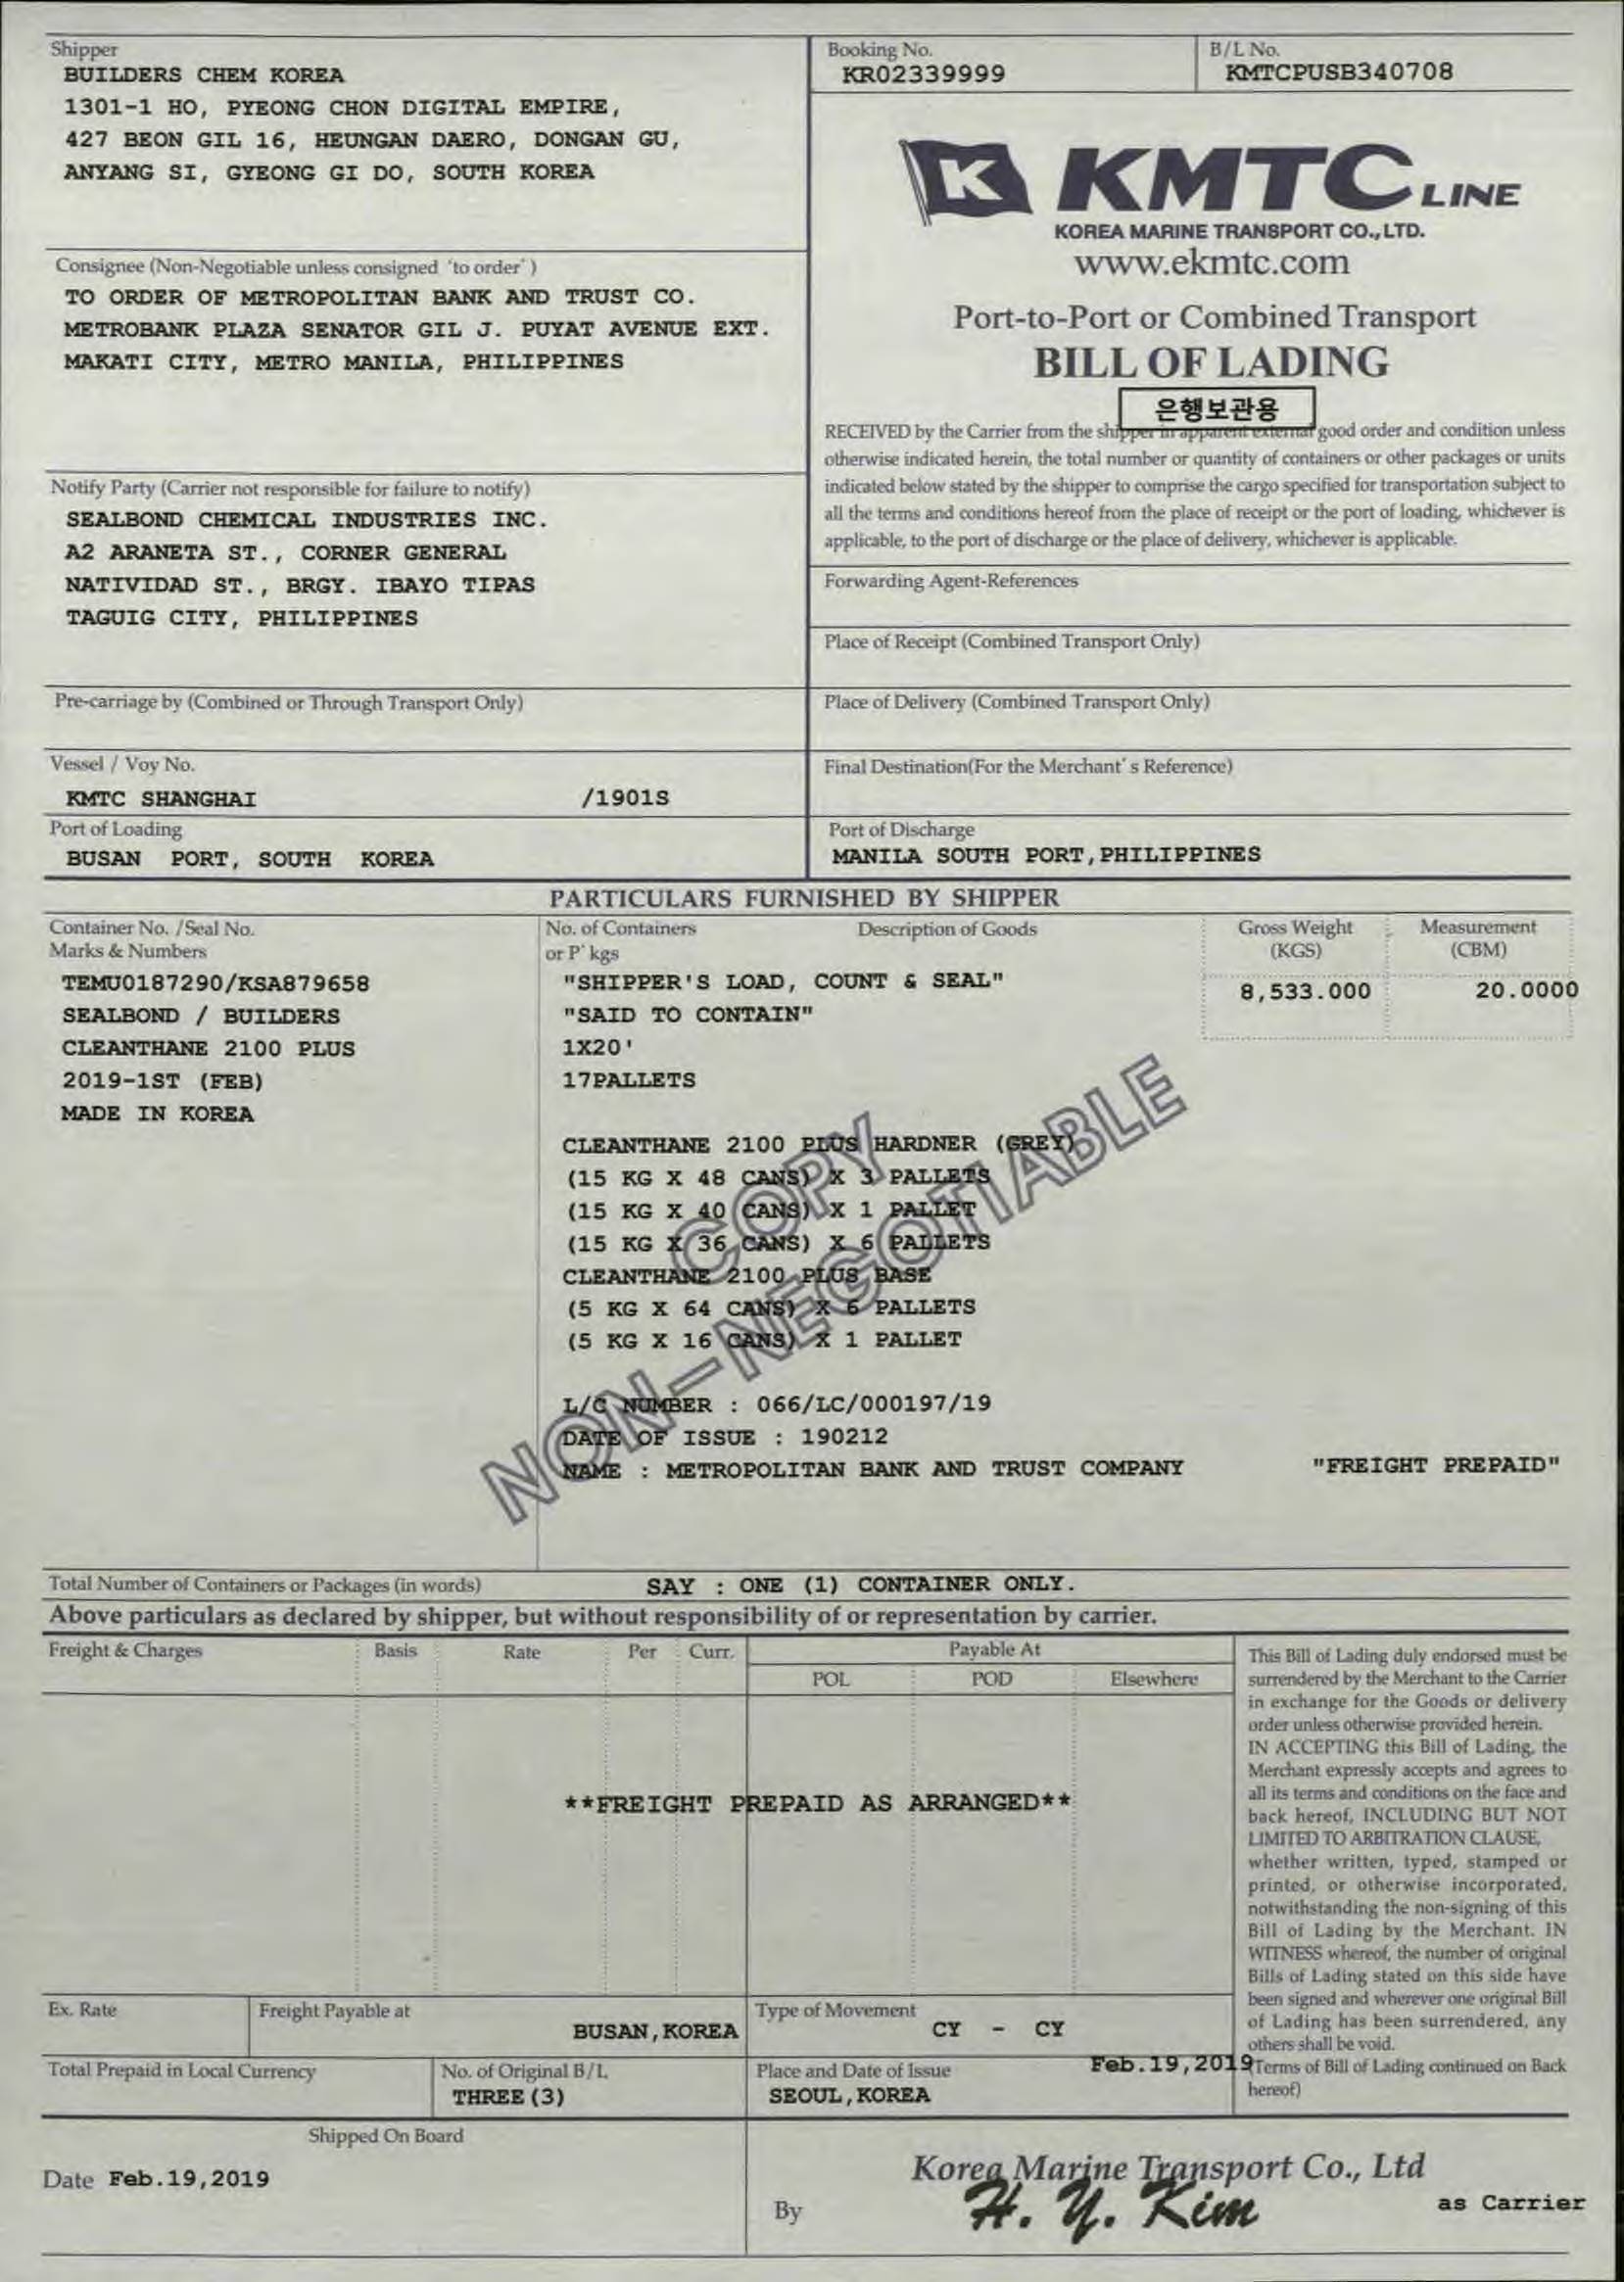 Shipper
BUILDERS CHEM KOREA
1301-1 HO, PYEONG CHON DIGITAL EMPIRE,
427 BEON GIL 16, HEUNGAN DAERO, DONGAN GU,
ANYANG SI, GYEONG GI DO, SOUTH KOREA
Booking No.
KR02339999
B/L No.
KMTCPUSB340708
K KMTC LINE
KOREA MARINE TRANSPORT CO.,LTD.
www.ekmtc.com
Port-to-Port or Combined Transport
BILL OF LADING
은행보관용
Consignee (Non-Negotiable unless consigned 'to order' )
TO ORDER OF METROPOLITAN BANK AND TRUST CO.
METROBANK PLAZA SENATOR GIL J. PUYAT AVENUE EXT.
MAKATI CITY, METRO MANILA, PHILIPPINES
RECEIVED by the Carrier from the shipper in apparent external good order and condition unless
otherwise indicated herein, the total number or quantity of containers or other packages or units
indicated below stated by the shipper to comprise the cargo specified for transportation subject to
all the terms and conditions hereof from the place of receipt or the port of loading, whichever is
applicable, to the port of discharge or the place of delivery, whichever is applicable.
Notify Party (Carrier not responsible for failure to notify)
SEALBOND CHEMICAL INDUSTRIES INC.
A2 ARANETA ST., CORNER GENERAL
NATIVIDAD ST., BRGY. IBAYO TIPAS
TAGUIG CITY, PHILIPPINES
Forwarding Agent-References
Place of Receipt (Combined Transport Only)
Pre-carriage by (Combined or Through Transport Only)
Place of Delivery (Combined Transport Only)
Vessel / Voy No.
KMTC SHANGHAI /1901S
Final Destination(For the Merchant' s Reference)
Port of Loading
BUSAN PORT, SOUTH KOREA
Port of Discharge
MANILA SOUTH PORT,PHILIPPINES
PARTICULARS FURNISHED BY SHIPPER
Container No. /Seal No.
Marks & Numbers
No. of Containers
or P' kgs
Description of Goods
Gross Weight
(KGS)
Measurement
(CBM)
TEMU0187290/KSA879658
SEALBOND / BUILDERS
CLEANTHANE 2100 PLUS
2019-1ST (FEB)
MADE IN KOREA
"SHIPPER'S LOAD, COUNT & SEAL"
"SAID TO CONTAIN"
1X20'
17PALLETS
8,533.000
20.0000
CLEANTHANE 2100 PLUS HARDNER (GREY)
(15 KG X 48 CANS) X 3 PALLETS
(15 KG X 40 CANS) X 1 PALLET
(15 KG X 36 CANS) X 6 PALLETS
CLEANTHANE 2100 PLUS BASE
(5 KG X 64 CANS) X 6 PALLETS
(5 KG X 16 CANS) X 1 PALLET
COPY
NON-NEGOTIABLE
L/C NUMBER : 066/LC/000197/19
DATE OF ISSUE : 190212
NAME : METROPOLITAN BANK AND TRUST COMPANY
"FREIGHT PREPAID"
Total Number of Containers or Packages (in words)
SAY : ONE (1) CONTAINER ONLY.
Above particulars as declared by shipper, but without responsibility of or representation by carrier.
Freight & Charges
Basis
Rate
Per
Curr.
Payable At
POL
POD
Elsewhere
**FREIGHT PREPAID AS ARRANGED**
This Bill of Lading duly endorsed must be
surrendered by the Merchant to the Carrier
in exchange for the Goods or delivery
order unless otherwise provided herein.
IN ACCEPTING this Bill of Lading, the
Merchant expressly accepts and agrees to
all its terms and conditions on the face and
back hereof, INCLUDING BUT NOT
LIMITED TO ARBITRATION CLAUSE,
whether written, typed, stamped or
printed, or otherwise incorporated,
notwithstanding the non-signing of this
Bill of Lading by the Merchant. IN
WITNESS whereof, the number of original
Bills of Lading stated on this side have
been signed and wherever one original Bill
of Lading has been surrendered, any
others shall be void.
(Terms of Bill of Lading continued on Back
hereof)
Ex. Rate
Freight Payable at
BUSAN,KOREA
Type of Movement
CY - CY
Total Prepaid in Local Currency
No. of Original B/L
THREE(3)
Place and Date of Issue
SEOUL,KOREA
Feb.19,2019
Shipped On Board
Date Feb.19,2019
Korea Marine Transport Co., Ltd
By H. Y. Kim
as Carrier